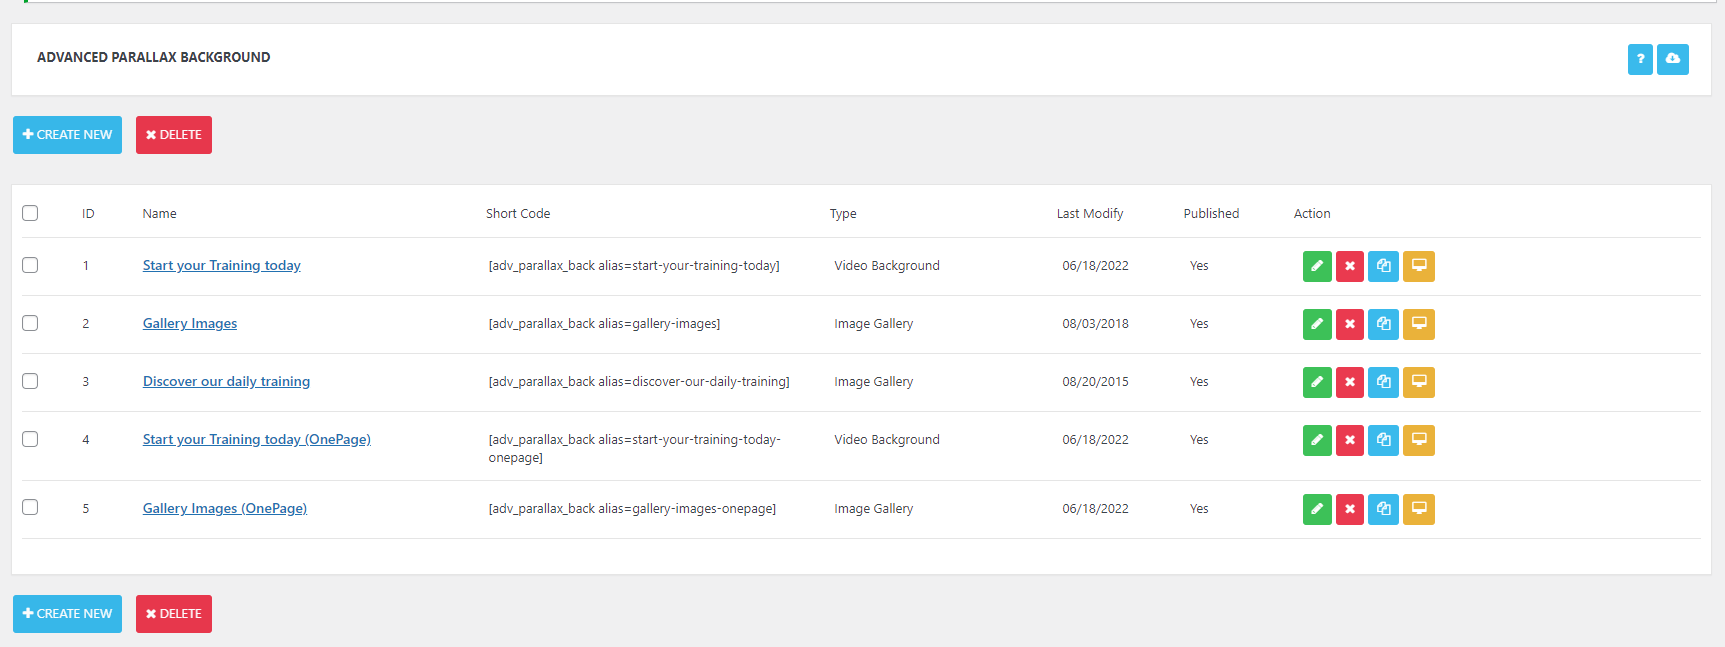 ADVANCED PARALLAX BACKGROUND
?
CREATE NEW
DELETE
ID Name Short Code Type Last Modify Published Action
1 Start your Training today [adv_parallax_back alias=start-your-training-today] Video Background 06/18/2022 Yes
2 Gallery Images [adv_parallax_back alias=gallery-images] Image Gallery 08/03/2018 Yes
3 Discover our daily training [adv_parallax_back alias=discover-our-daily-training] Image Gallery 08/20/2015 Yes
4 Start your Training today (OnePage) [adv_parallax_back alias=start-your-training-today- Video Background 06/18/2022 Yes
onepage]
5 Gallery Images (OnePage) [adv_parallax_back alias=gallery-images-onepage] Image Gallery 06/18/2022 Yes
CREATE NEW
DELETE